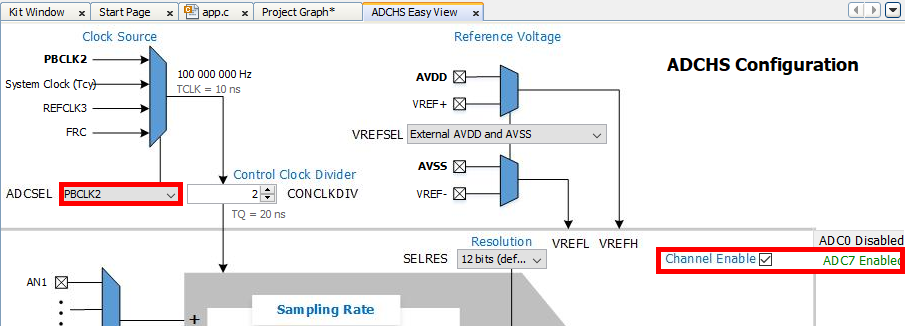 Kit Window x Start Page x app.c x Project Graph* x ADCHS Easy View x
Clock Source
Reference Voltage
ADCHS Configuration
PBCLK2
System Clock (Tcy)
REFCLK3
FRC
100 000 000 Hz
TCLK = 10 ns
AVDD
VREF+
VREFSEL External AVDD and AVSS
AVSS
VREF-
Control Clock Divider
ADCSEL PBCLK2 2 CONCLKDIV
TQ = 20 ns
VREFL VREFH
Resolution
SELRES 12 bits (def...
ADC0 Disabled
Channel Enable ADC7 Enabled
AN1
Sampling Rate
+